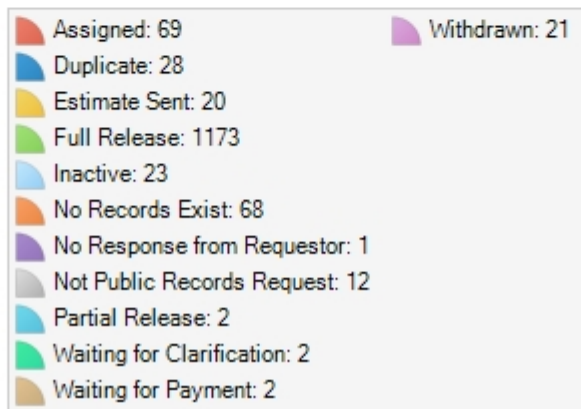 Assigned: 69
Duplicate: 28
Estimate Sent: 20
Full Release: 1173
Inactive: 23
No Records Exist: 68
No Response from Requestor: 1
Not Public Records Request: 12
Partial Release: 2
Waiting for Clarification: 2
Waiting for Payment: 2
Withdrawn: 21